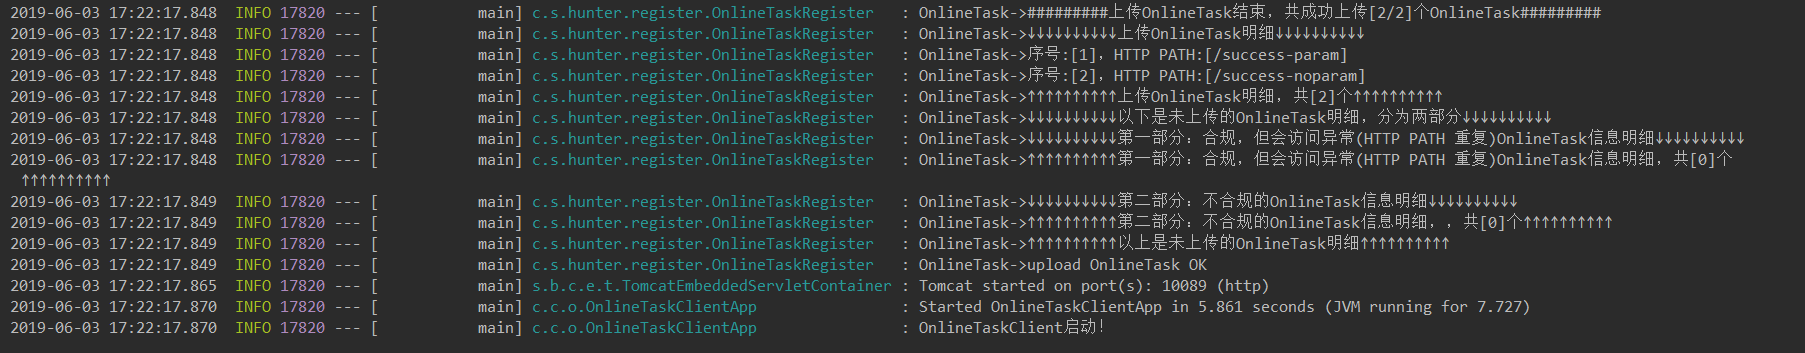 2019-06-03 17:22:17.848  INFO 17820 --- [           main] c.s.hunter.register.OnlineTaskRegister   : OnlineTask->#########上传OnlineTask结束，共成功上传[2/2]个OnlineTask#########
2019-06-03 17:22:17.848  INFO 17820 --- [           main] c.s.hunter.register.OnlineTaskRegister   : OnlineTask->↓↓↓↓↓↓↓↓↓↓上传OnlineTask明细↓↓↓↓↓↓↓↓↓↓
2019-06-03 17:22:17.848  INFO 17820 --- [           main] c.s.hunter.register.OnlineTaskRegister   : OnlineTask->序号:[1]，HTTP PATH:[/success-param]
2019-06-03 17:22:17.848  INFO 17820 --- [           main] c.s.hunter.register.OnlineTaskRegister   : OnlineTask->序号:[2]，HTTP PATH:[/success-noparam]
2019-06-03 17:22:17.848  INFO 17820 --- [           main] c.s.hunter.register.OnlineTaskRegister   : OnlineTask->↑↑↑↑↑↑↑↑↑↑上传OnlineTask明细，共[2]个↑↑↑↑↑↑↑↑↑↑
2019-06-03 17:22:17.848  INFO 17820 --- [           main] c.s.hunter.register.OnlineTaskRegister   : OnlineTask->↓↓↓↓↓↓↓↓↓↓以下是未上传的OnlineTask明细，分为两部分↓↓↓↓↓↓↓↓↓↓
2019-06-03 17:22:17.848  INFO 17820 --- [           main] c.s.hunter.register.OnlineTaskRegister   : OnlineTask->↓↓↓↓↓↓↓↓↓↓第一部分：合规，但会访问异常(HTTP PATH 重复)OnlineTask信息明细↓↓↓↓↓↓↓↓↓↓
2019-06-03 17:22:17.848  INFO 17820 --- [           main] c.s.hunter.register.OnlineTaskRegister   : OnlineTask->↑↑↑↑↑↑↑↑↑↑第一部分：合规，但会访问异常(HTTP PATH 重复)OnlineTask信息明细，共[0]个
↑↑↑↑↑↑↑↑↑↑
2019-06-03 17:22:17.849  INFO 17820 --- [           main] c.s.hunter.register.OnlineTaskRegister   : OnlineTask->↓↓↓↓↓↓↓↓↓↓第二部分：不合规的OnlineTask信息明细↓↓↓↓↓↓↓↓↓↓
2019-06-03 17:22:17.849  INFO 17820 --- [           main] c.s.hunter.register.OnlineTaskRegister   : OnlineTask->↑↑↑↑↑↑↑↑↑↑第二部分：不合规的OnlineTask信息明细，，共[0]个↑↑↑↑↑↑↑↑↑↑
2019-06-03 17:22:17.849  INFO 17820 --- [           main] c.s.hunter.register.OnlineTaskRegister   : OnlineTask->↑↑↑↑↑↑↑↑↑↑以上是未上传的OnlineTask明细↑↑↑↑↑↑↑↑↑↑
2019-06-03 17:22:17.849  INFO 17820 --- [           main] c.s.hunter.register.OnlineTaskRegister   : OnlineTask->upload OnlineTask OK
2019-06-03 17:22:17.865  INFO 17820 --- [           main] s.b.c.e.t.TomcatEmbeddedServletContainer : Tomcat started on port(s): 10089 (http)
2019-06-03 17:22:17.870  INFO 17820 --- [           main] c.c.o.OnlineTaskClientApp                : Started OnlineTaskClientApp in 5.861 seconds (JVM running for 7.727)
2019-06-03 17:22:17.870  INFO 17820 --- [           main] c.c.o.OnlineTaskClientApp                : OnlineTaskClient启动！